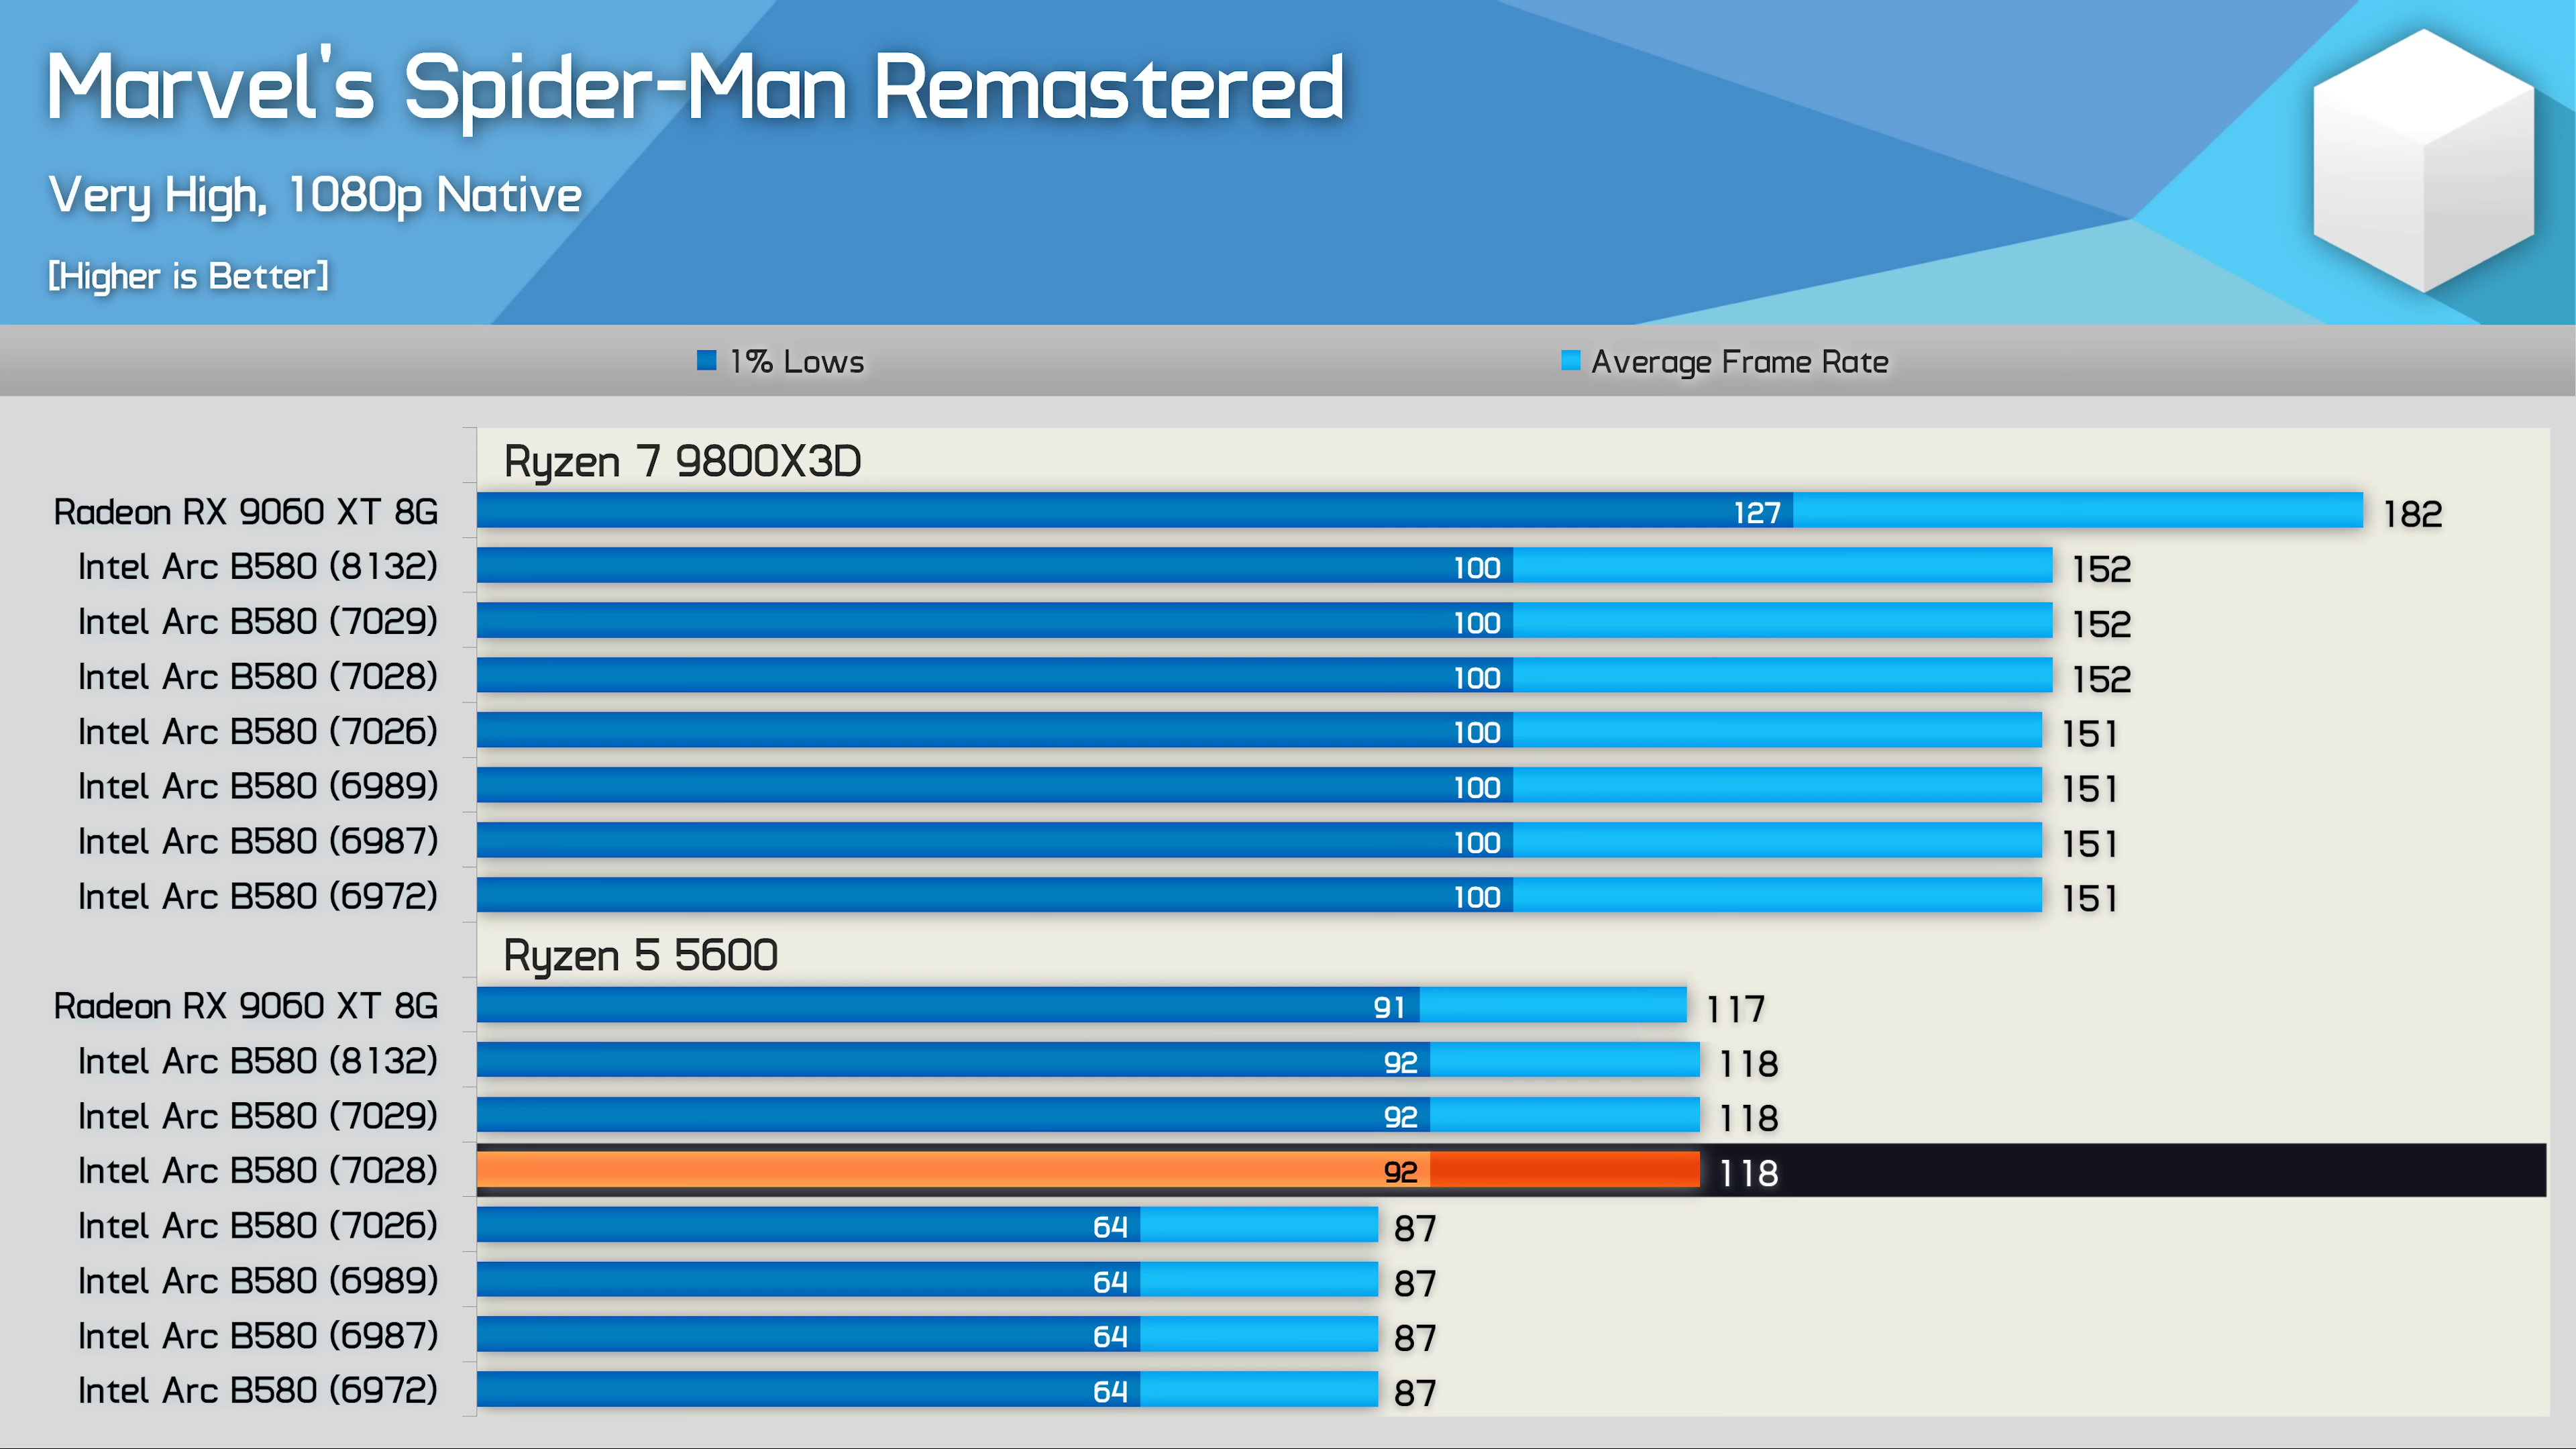 Marvel's Spider-Man Remastered
Very High, 1080p Native
[Higher is Better]
1% Lows
Average Frame Rate
Ryzen 7 9800X3D
Radeon RX 9060 XT 8G 127 182
Intel Arc B580 (8132) 100 152
Intel Arc B580 (7029) 100 152
Intel Arc B580 (7028) 100 152
Intel Arc B580 (7026) 100 151
Intel Arc B580 (6989) 100 151
Intel Arc B580 (6987) 100 151
Intel Arc B580 (6972) 100 151
Ryzen 5 5600
Radeon RX 9060 XT 8G 91 117
Intel Arc B580 (8132) 92 118
Intel Arc B580 (7029) 92 118
Intel Arc B580 (7028) 92 118
Intel Arc B580 (7026) 64 87
Intel Arc B580 (6989) 64 87
Intel Arc B580 (6987) 64 87
Intel Arc B580 (6972) 64 87